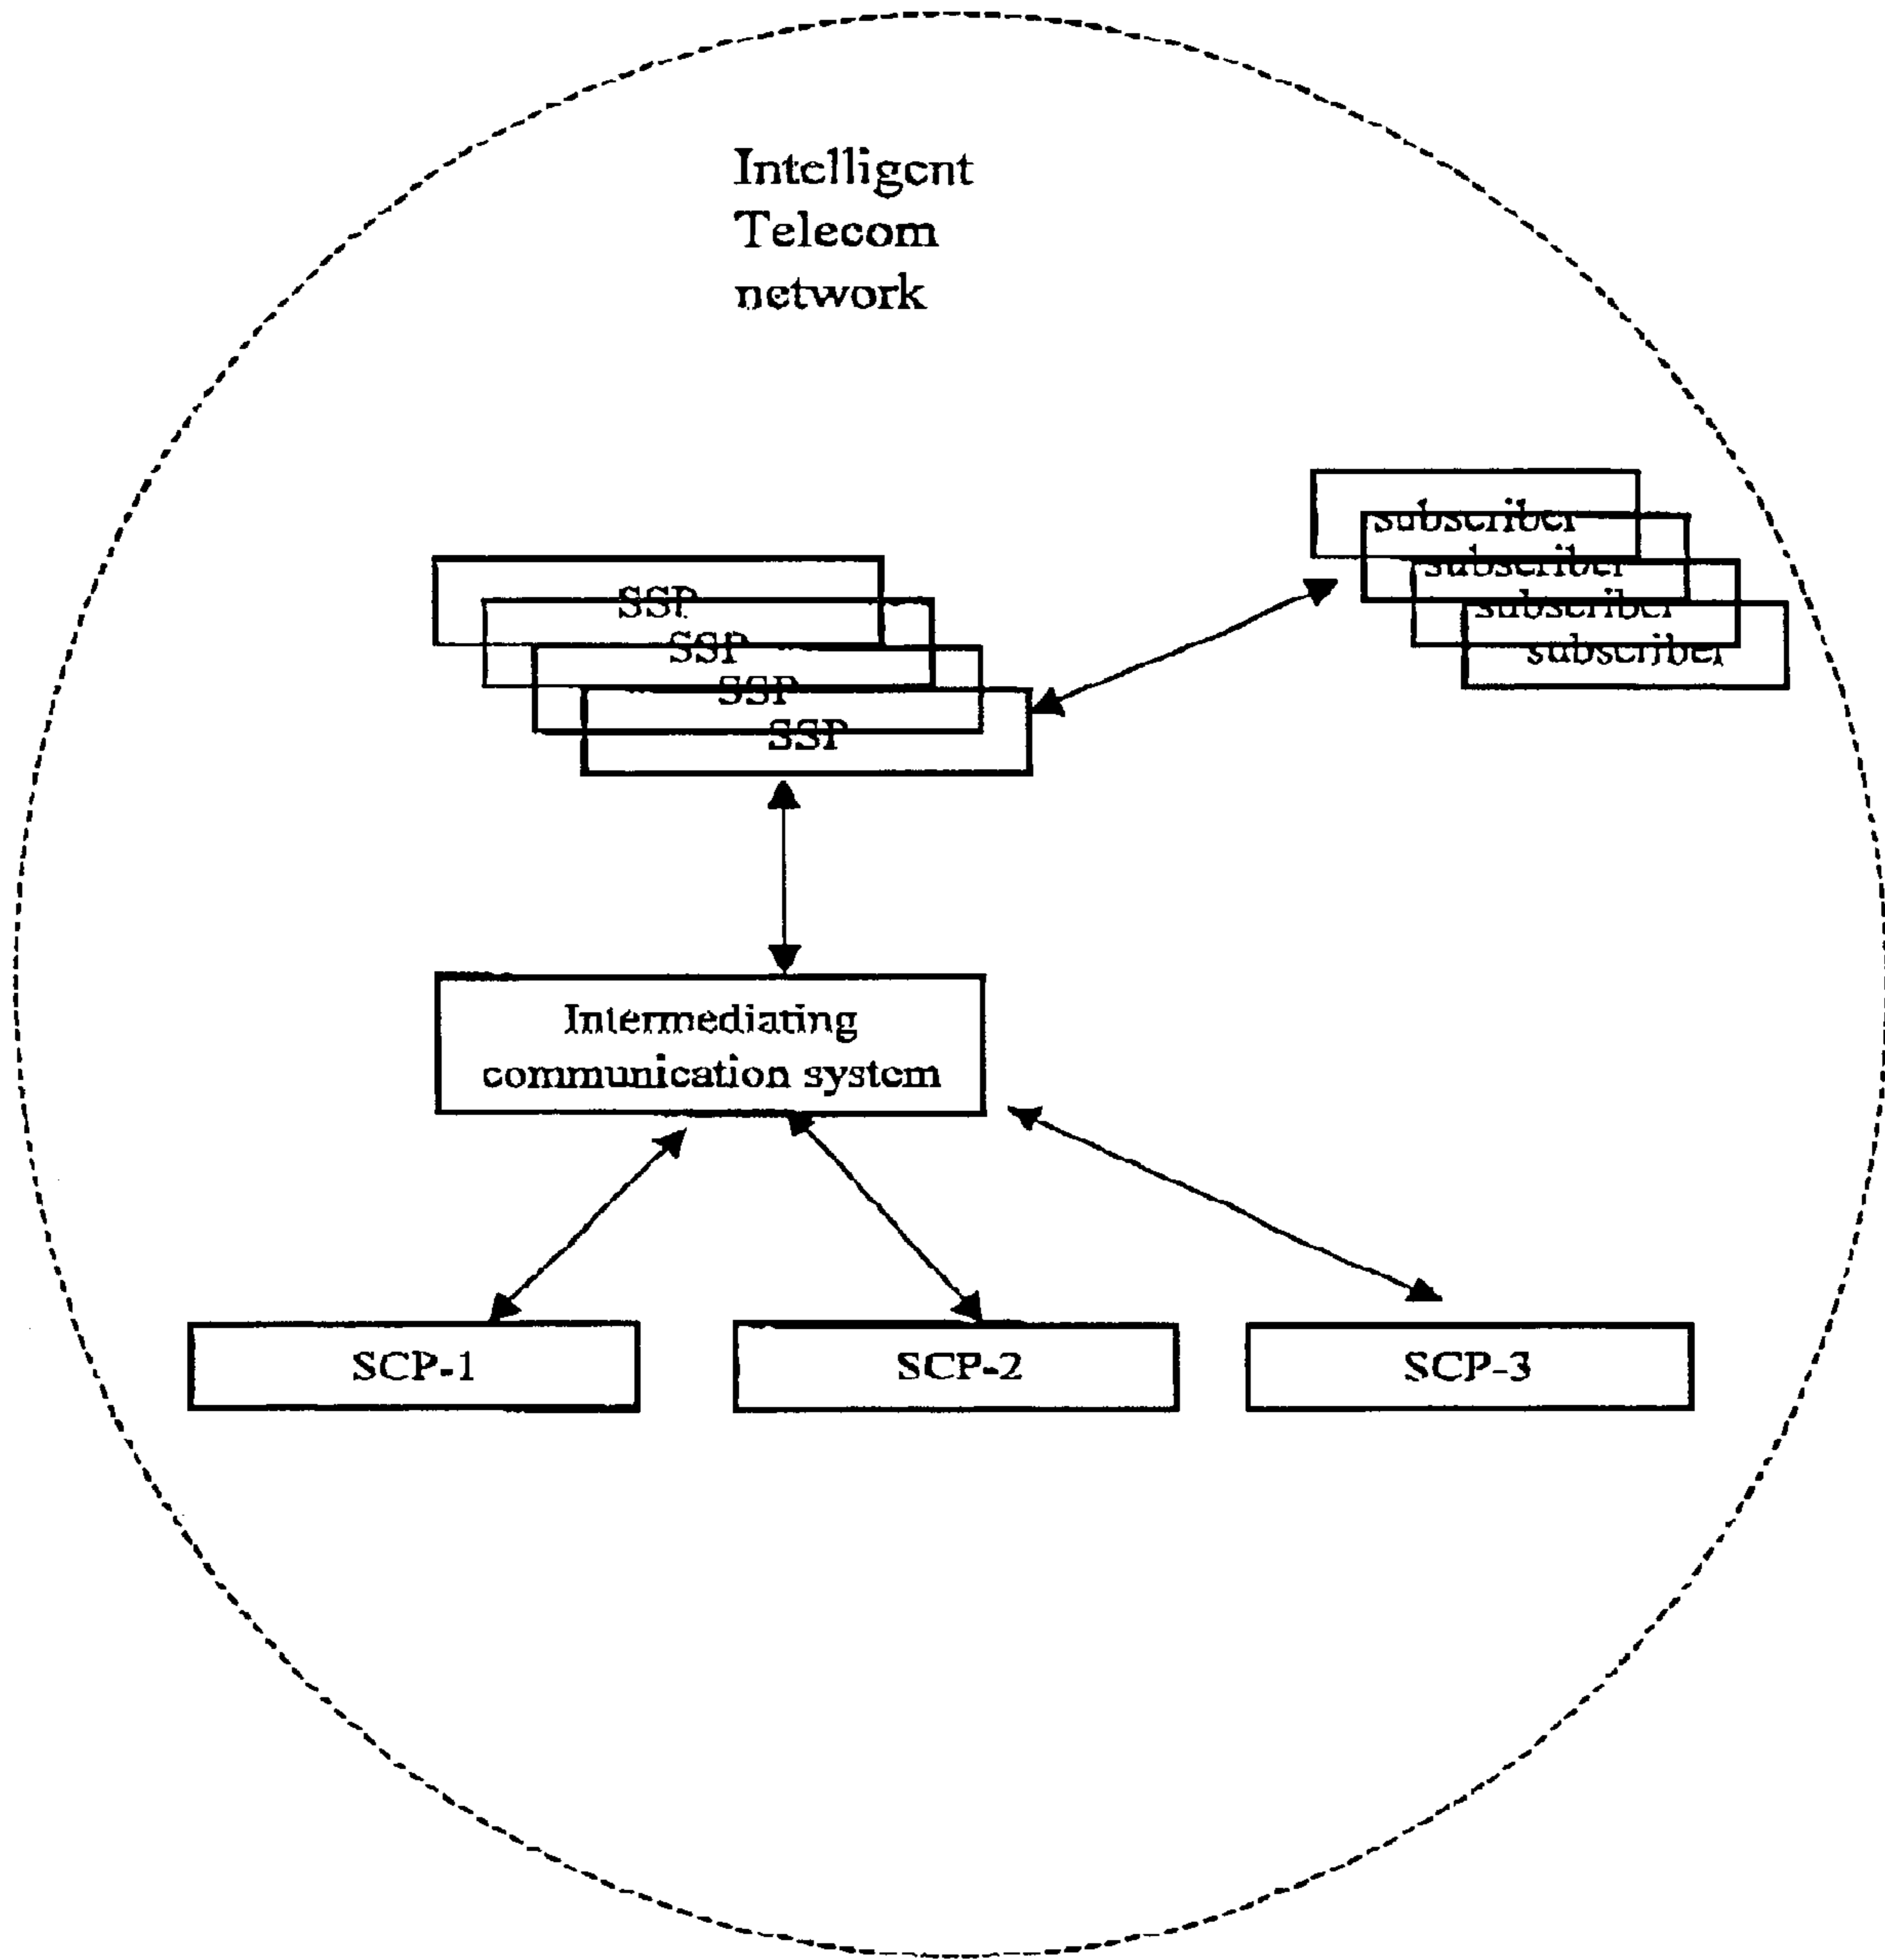 Intelligent
Telecom
network
subscriber
subscriber
subscriber
subscriber
SSP
SSP
SSP
SSP
Intermediating
communication system
SCP-1
SCP-2
SCP-3